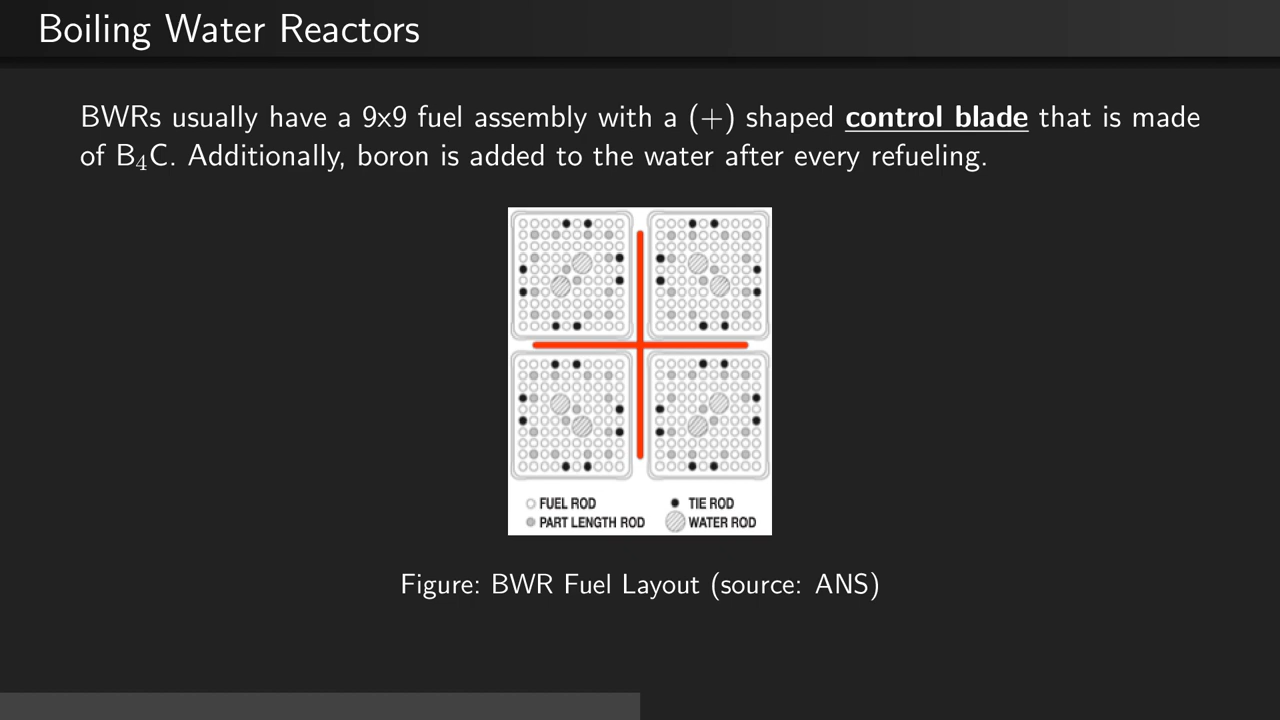 Boiling Water Reactors
BWRs usually have a 9x9 fuel assembly with a (+) shaped control blade that is made
of B₄C. Additionally, boron is added to the water after every refueling.
FUEL ROD TIE ROD
PART LENGTH ROD WATER ROD
Figure: BWR Fuel Layout (source: ANS)